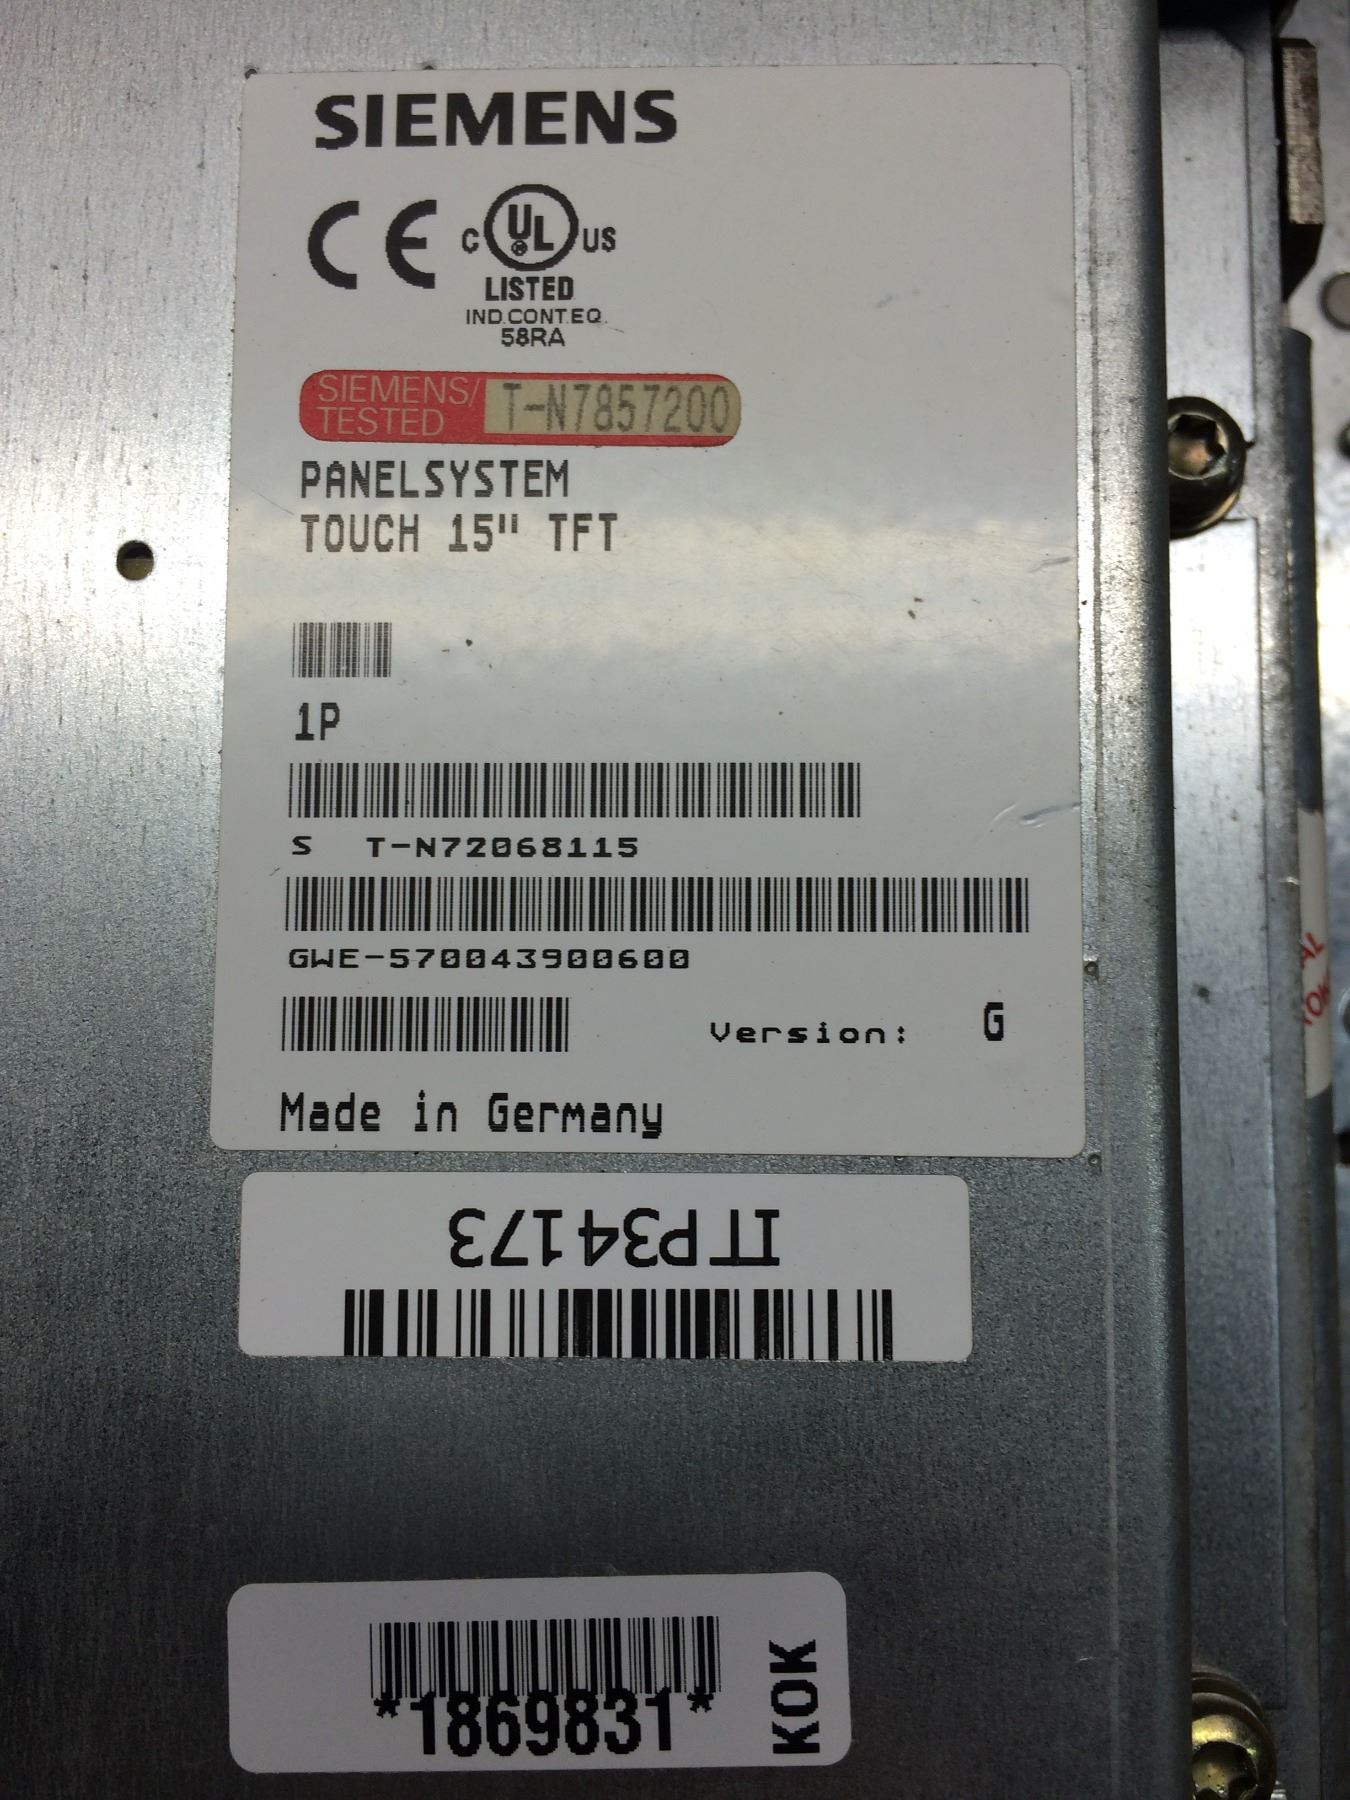 SIEMENS
CE C UL US
LISTED
IND.CONT.EQ.
58RA
SIEMENS/
TESTED T-N7857200
PANELSYSTEM
TOUCH 15" TFT
1P
S T-N72068115
GWE-570043900600
Version: G
Made in Germany
ITP34173
*1869831*
KOK
AL